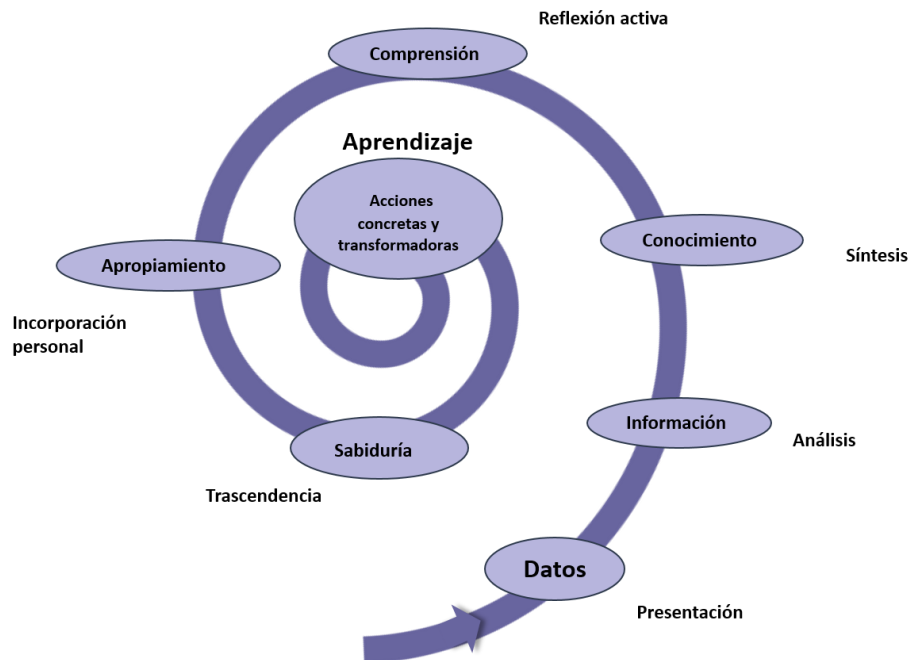 Reflexión activa
Comprensión
Aprendizaje
Acciones
concretas y
transformadoras
Conocimiento
Síntesis
Apropiamiento
Incorporación
personal
Información
Análisis
Sabiduría
Trascendencia
Datos
Presentación